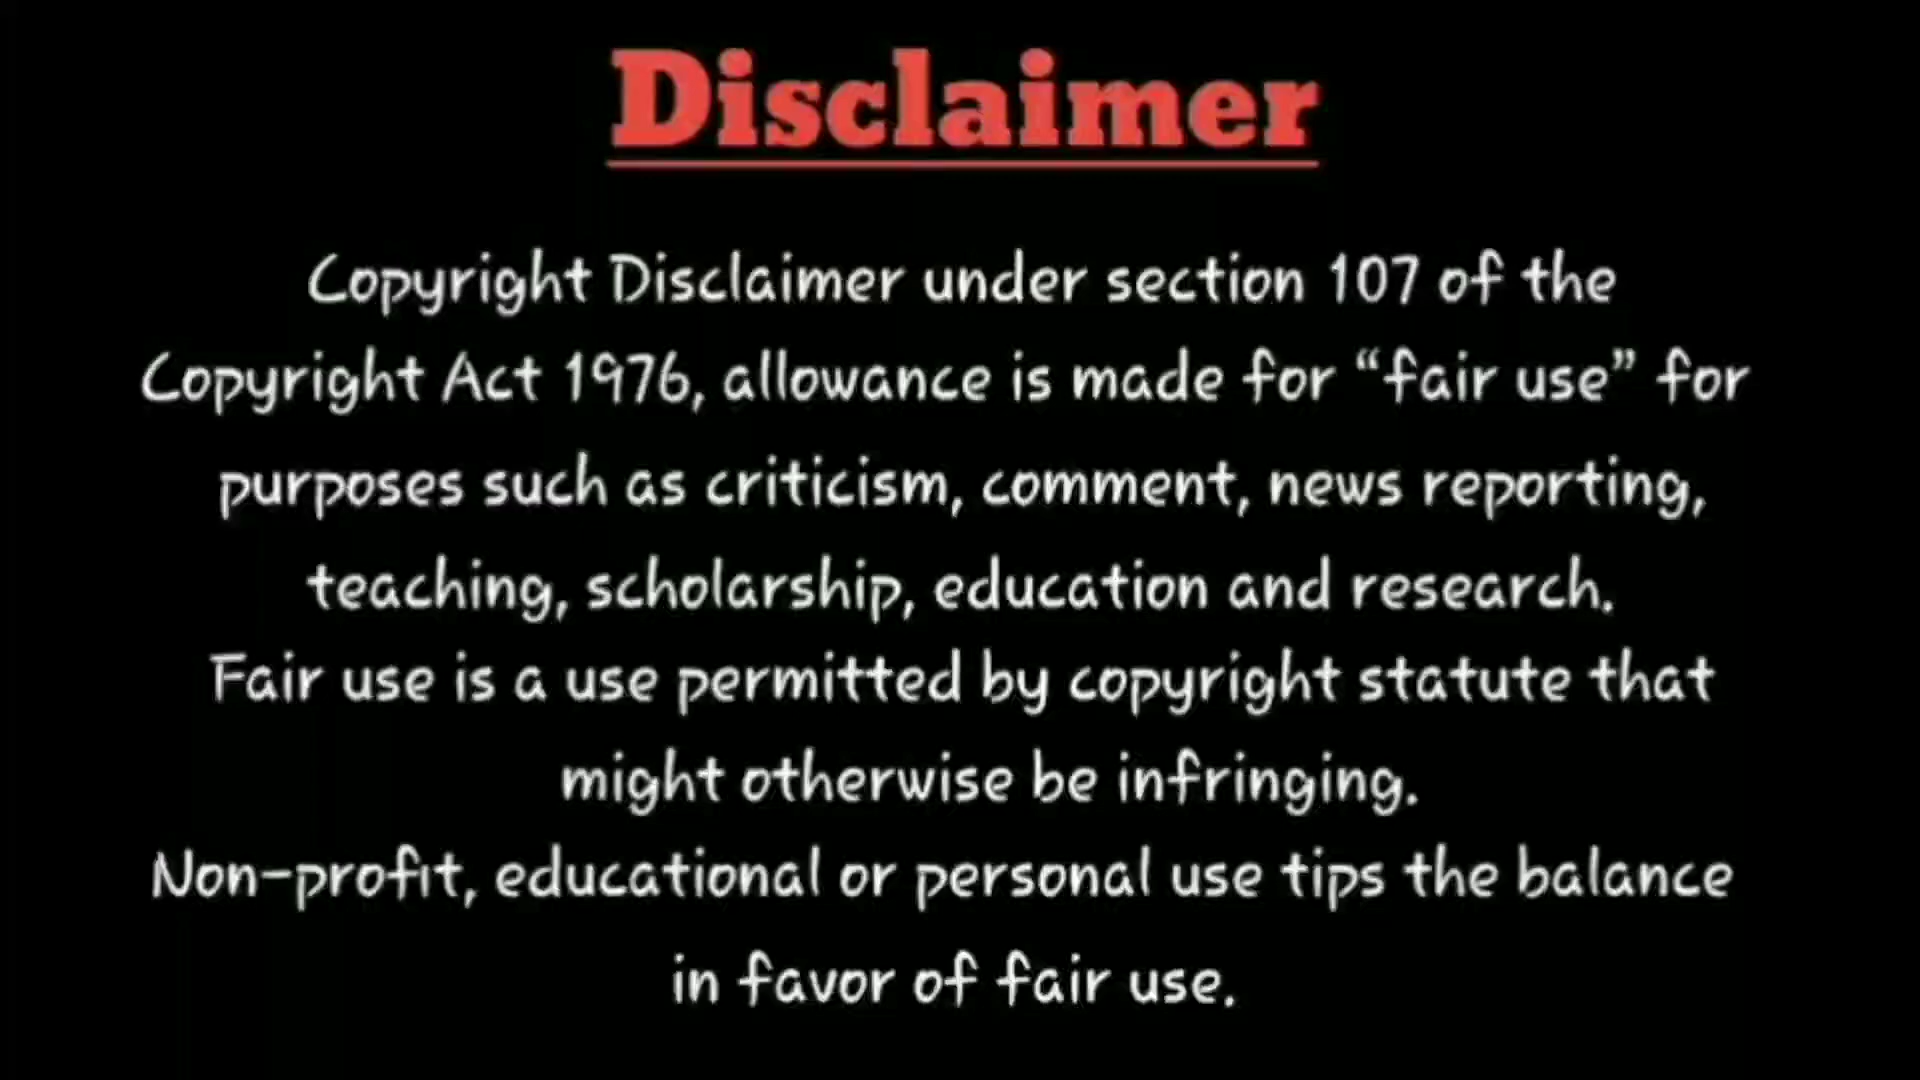 Disclaimer
Copyright Disclaimer under section 107 of the
Copyright Act 1976, allowance is made for “fair use” for
purposes such as criticism, comment, news reporting,
teaching, scholarship, education and research.
Fair use is a use permitted by copyright statute that
might otherwise be infringing.
Non-profit, educational or personal use tips the balance
in favor of fair use.